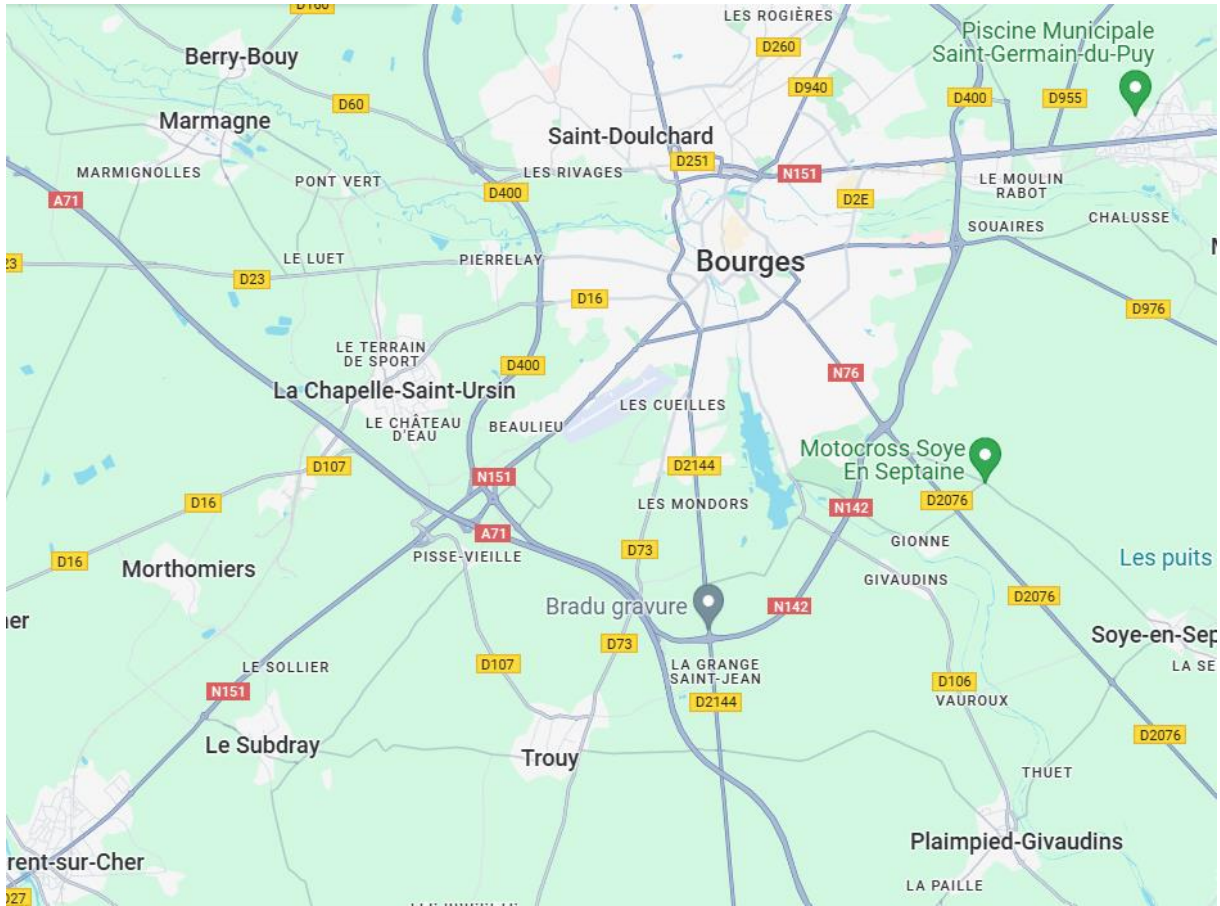 D160
LES ROGIÈRES
Piscine Municipale
Saint-Germain-du-Puy
D260
Berry-Bouy
D940
D400
D955
D60
Marmagne
Saint-Doulchard
D251
N151
MARMIGNOLLES
PONT VERT
LES RIVAGES
LE MOULIN
RABOT
A71
D400
D2E
SOUAIRES
CHALUSSE
LE LUET
PIERRELAY
Bourges
M
23
D23
D16
D976
LE TERRAIN
DE SPORT
D400
N76
La Chapelle-Saint-Ursin
LES CUEILLES
LE CHÂTEAU
D'EAU
BEAULIEU
Motocross Soye
En Septaine
D107
N151
D2144
D16
LES MONDORS
N142
D2076
A71
GIONNE
D16
PISSE-VIEILLE
D73
Les puits
Morthomiers
GIVAUDINS
Bradu gravure
N142
D2076
er
D73
Soye-en-Sep
LE SOLLIER
D107
LA GRANGE
SAINT-JEAN
LA SE
N151
D106
D2144
VAUROUX
Le Subdray
Trouy
D2076
THUET
Plaimpied-Givaudins
rent-sur-Cher
LA PAILLE
D27